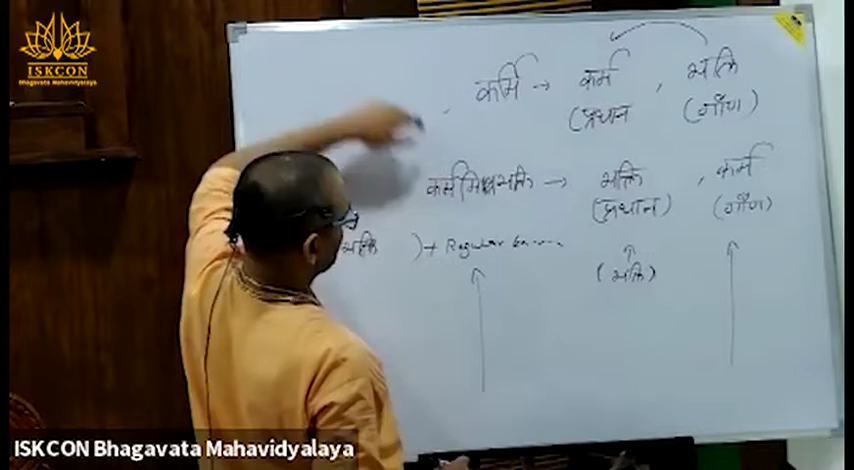 ISKCON
Bhagavata Mahavidyalaya
कर्मि → कर्म , भक्ति
(प्रधान (गौण)
कर्ममिश्रभक्ति → भक्ति , कर्म
(प्रधान) (गौण)
भक्ति ) + Regular
(भक्ति)
ISKCON Bhagavata Mahavidyalaya